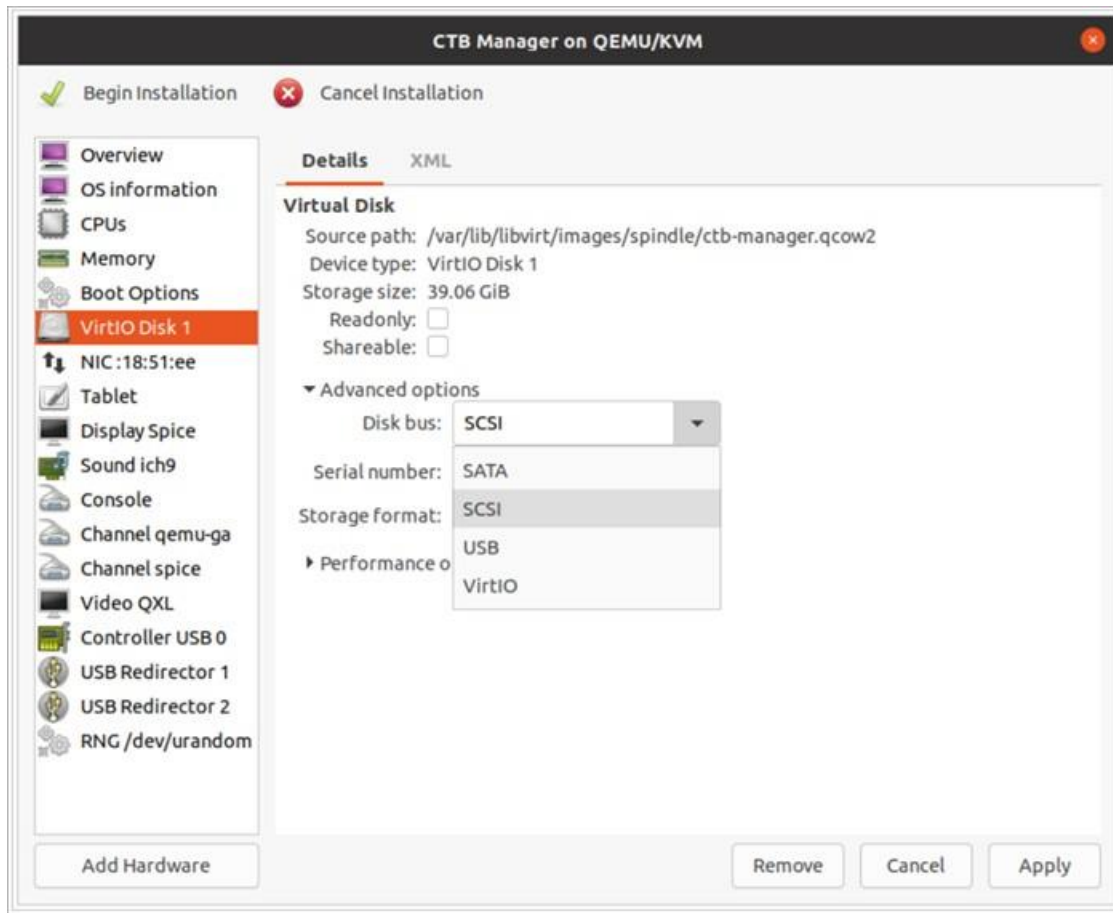 CTB Manager on QEMU/KVM
Begin Installation
Cancel Installation
Overview
OS information
CPUs
Memory
Boot Options
VirtIO Disk 1
NIC :18:51:ee
Tablet
Display Spice
Sound ich9
Console
Channel qemu-ga
Channel spice
Video QXL
Controller USB 0
USB Redirector 1
USB Redirector 2
RNG /dev/urandom
Add Hardware
Details XML
Virtual Disk
Source path: /var/lib/libvirt/images/spindle/ctb-manager.qcow2
Device type: VirtIO Disk 1
Storage size: 39.06 GiB
Readonly:
Shareable:
Advanced options
Disk bus: SCSI
Serial number:
Storage format:
Performance o
SATA
SCSI
USB
VirtIO
Remove Cancel Apply